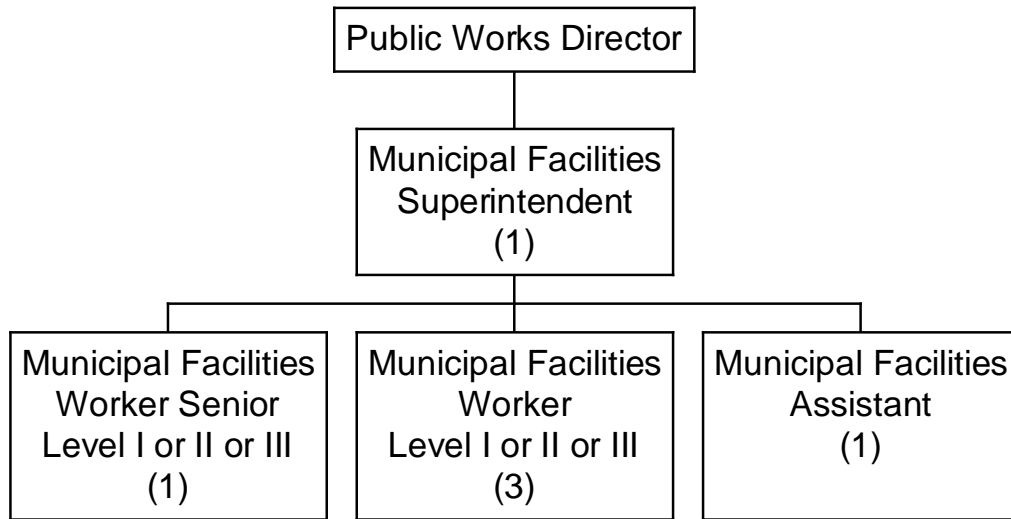 Public Works Director
Municipal Facilities
Superintendent
(1)
Municipal Facilities
Worker Senior
Level I or II or III
(1)
Municipal Facilities
Worker
Level I or II or III
(3)
Municipal Facilities
Assistant
(1)